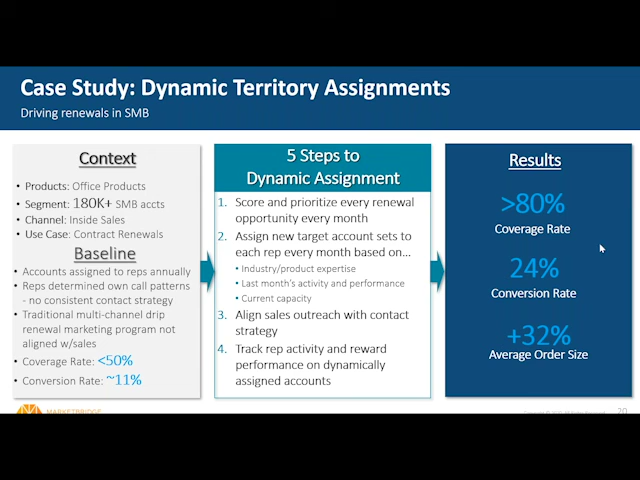 Case Study: Dynamic Territory Assignments
Driving renewals in SMB
Context
• Products: Office Products
• Segment: 180K+ SMB accts
• Channel: Inside Sales
• Use Case: Contract Renewals
Baseline
• Accounts assigned to reps annually
• Reps determined own call patterns
- no consistent contact strategy
• Traditional multi-channel drip
renewal marketing program not
aligned w/sales
• Coverage Rate: <50%
• Conversion Rate: ~11%
5 Steps to
Dynamic Assignment
1. Score and prioritize every renewal
opportunity every month
2. Assign new target account sets to
each rep every month based on…
• Industry/product expertise
• Last month's activity and performance
• Current capacity
3. Align sales outreach with contact
strategy
4. Track rep activity and reward
performance on dynamically
assigned accounts
Results
>80%
Coverage Rate
24%
Conversion Rate
+32%
Average Order Size
MARKETBRIDGE
20